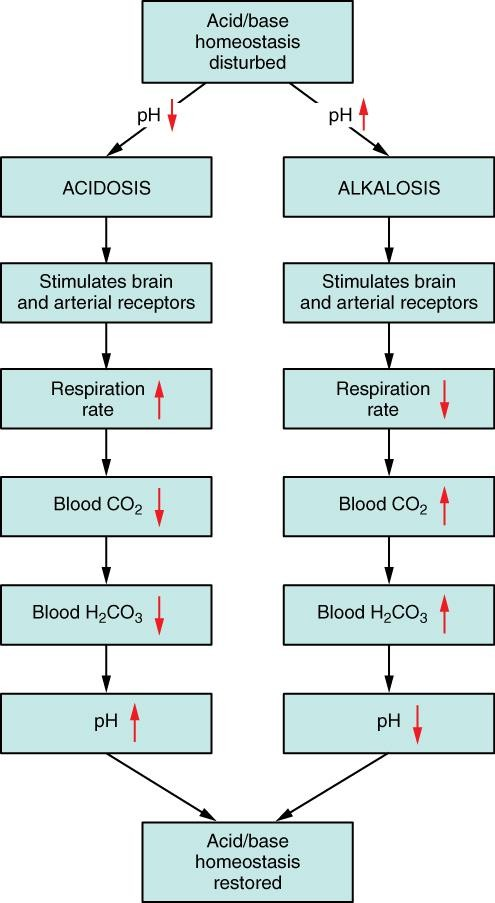 Acid/base
homeostasis
disturbed
pH
pH
ACIDOSIS
ALKALOSIS
Stimulates brain
and arterial receptors
Stimulates brain
and arterial receptors
Respiration
rate
Respiration
rate
Blood CO₂
Blood CO₂
Blood H₂CO₃
Blood H₂CO₃
pH
pH
Acid/base
homeostasis
restored